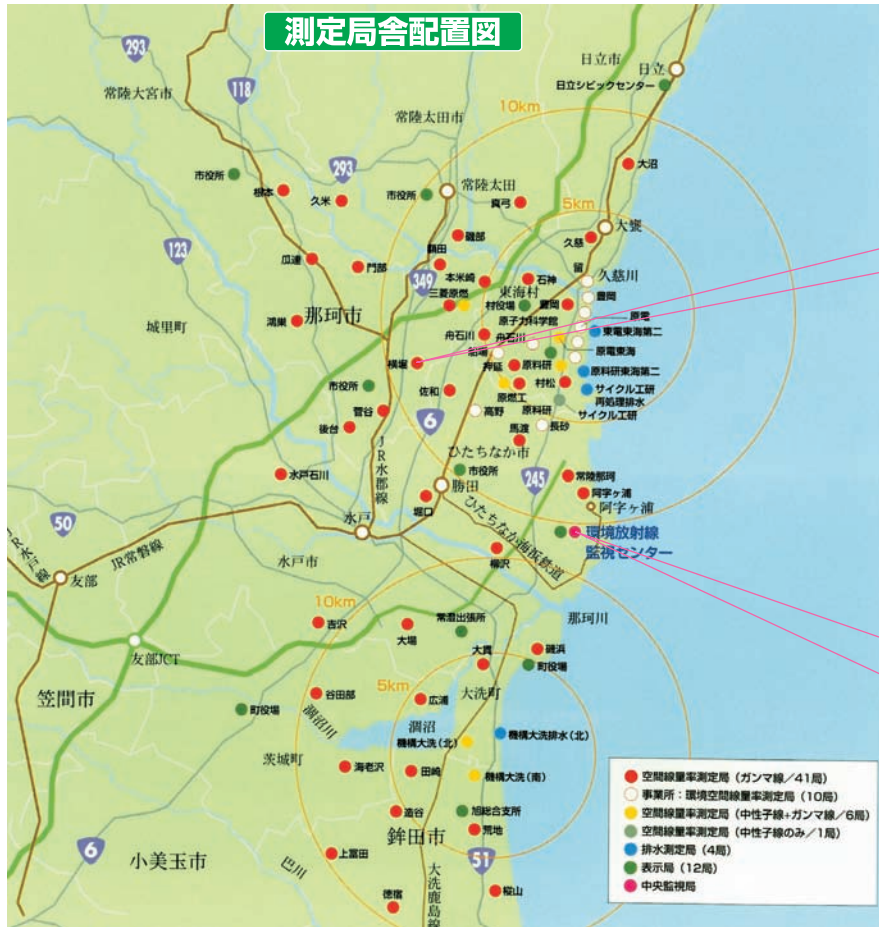 測定局舎配置図
293
118
常陸大宮市
日立市
日立
日立シビックセンター
10km
常陸太田市
293
大沼
市役所
根本
久米
市役所
常陸太田
真弓
5km
大甕
123
磯部
久慈
額田
瓜連
門部
349
本米崎
石神
留
久慈川
東海村
豊岡
三菱原燃
村役場
豊岡
原電
城里町
鴻巣
那珂市
原子力科学館
東電東海第二
舟石川
舟石川
船場
原電東海
横堀
押延
原料研
原料研東海第二
市役所
佐和
村松
サイクル工研
再処理排水
原燃工
原料研
サイクル工研
菅谷
高野
6
後台
長砂
馬渡
JR水郡線
ひたちなか市
水戸石川
市役所
245
常陸那珂
勝田
阿字ヶ浦
阿字ヶ浦
堀口
ひたちなか海浜鉄道
50
水戸
環境放射線
監視センター
JR水戸線
JR常磐線
水戸市
柳沢
友部
10km
那珂川
吉沢
大場
常澄出張所
友部JCT
大貫
磯浜
町役場
笠間市
5km
谷田部
広浦
大洗町
町役場
涸沼川
涸沼
機構大洗排水(北)
機構大洗(北)
茨城町
海老沢
田崎
機構大洗(南)
造谷
旭総合支所
鉾田市
荒地
6
小美玉市
上冨田
巴川
51
大洗鹿島線
徳宿
桜山
空間線量率測定局(ガンマ線/41局)
事業所:環境空間線量率測定局(10局)
空間線量率測定局(中性子線+ガンマ線/6局)
空間線量率測定局(中性子線のみ/1局)
排水測定局(4局)
表示局(12局)
中央監視局